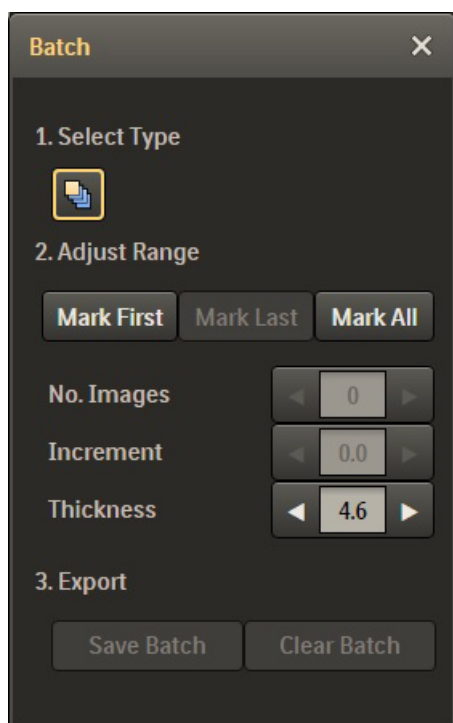 Batch
1. Select Type
2. Adjust Range
Mark First Mark Last Mark All
No. Images 0
Increment 0.0
Thickness 4.6
3. Export
Save Batch Clear Batch